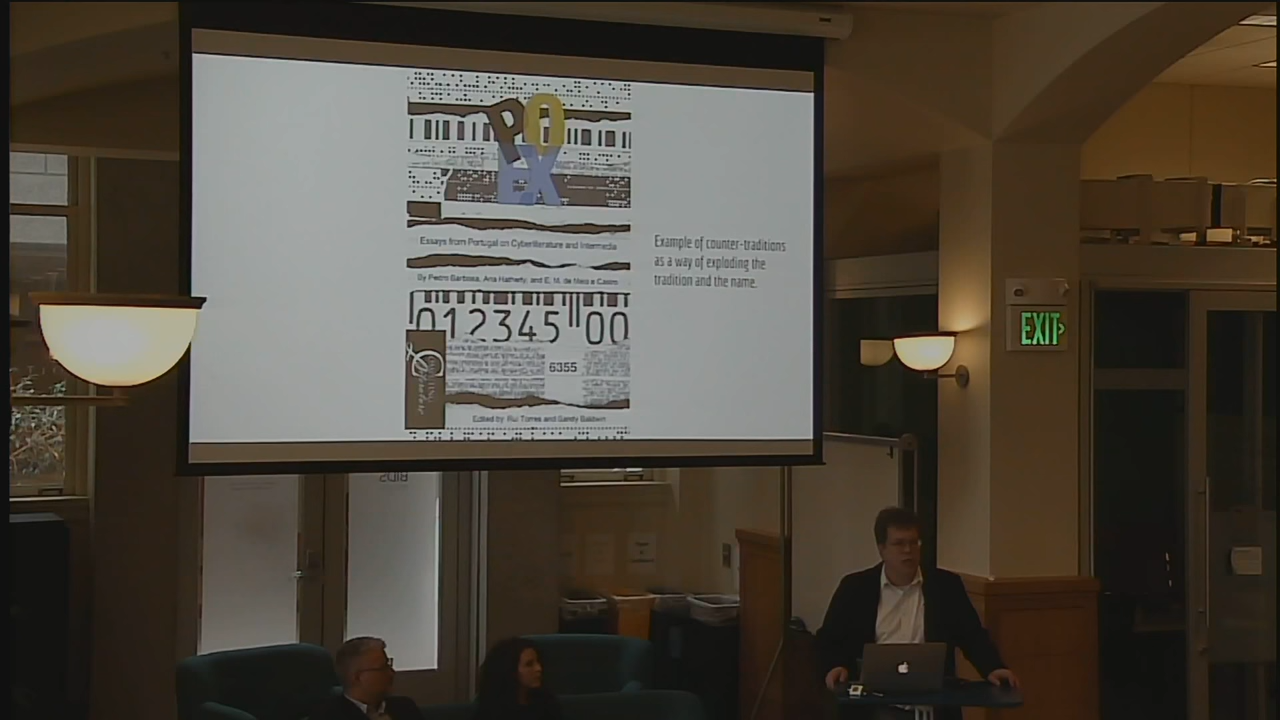 PO
EX
Essays from Portugal on Cyberliterature and Intermedia
By Pedro Barbosa, Ana Hatherly, and E. M. de Melo e Castro
012345 00
6355
Literature
Edited by Rui Torres and Sandy Baldwin
Example of counter-traditions
as a way of exploding the
tradition and the name.
EXIT
BIDS